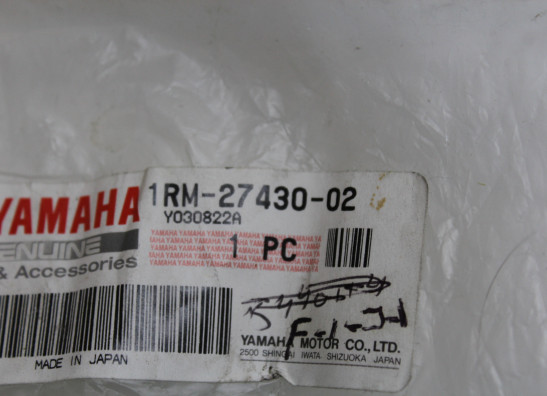 1RM-27430-02
YAMAHA
Y030822A
GENUINE
& Accessories
1 PC
YAMAHA MOTOR CO., LTD.
2500 SHINGAI IWATA SHIZUOKA JAPAN
MADE IN JAPAN